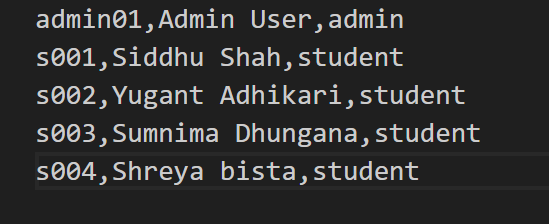 admin01,Admin User,admin
s001,Siddhu Shah,student
s002,Yugant Adhikari,student
s003,Sumnima Dhungana,student
s004,Shreya bista,student